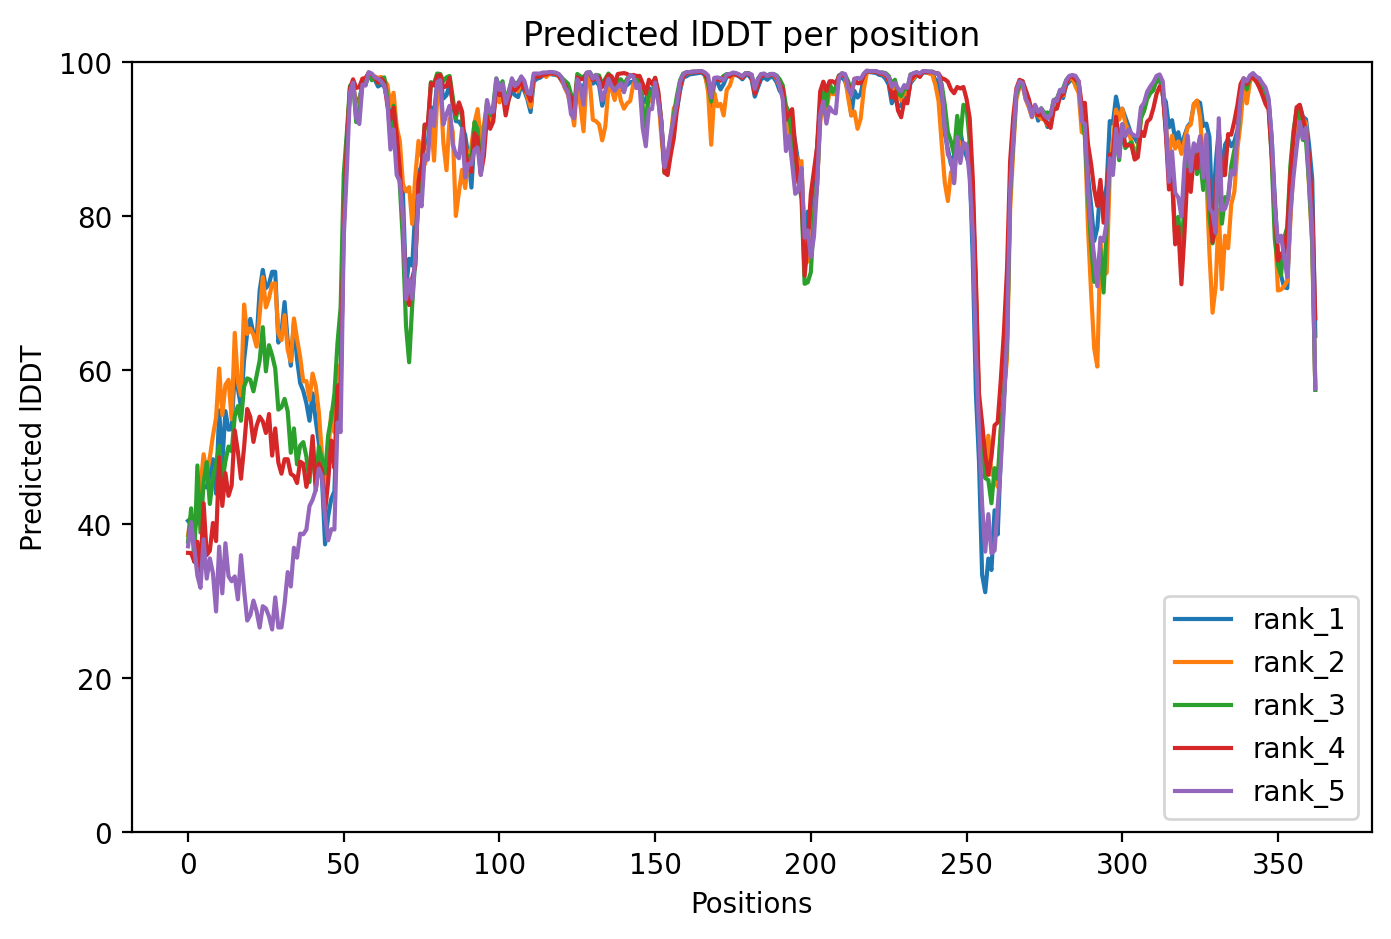 Predicted lDDT per position
100
80
60
40
20
0
Predicted lDDT
0 50 100 150 200 250 300 350
Positions
rank_1
rank_2
rank_3
rank_4
rank_5